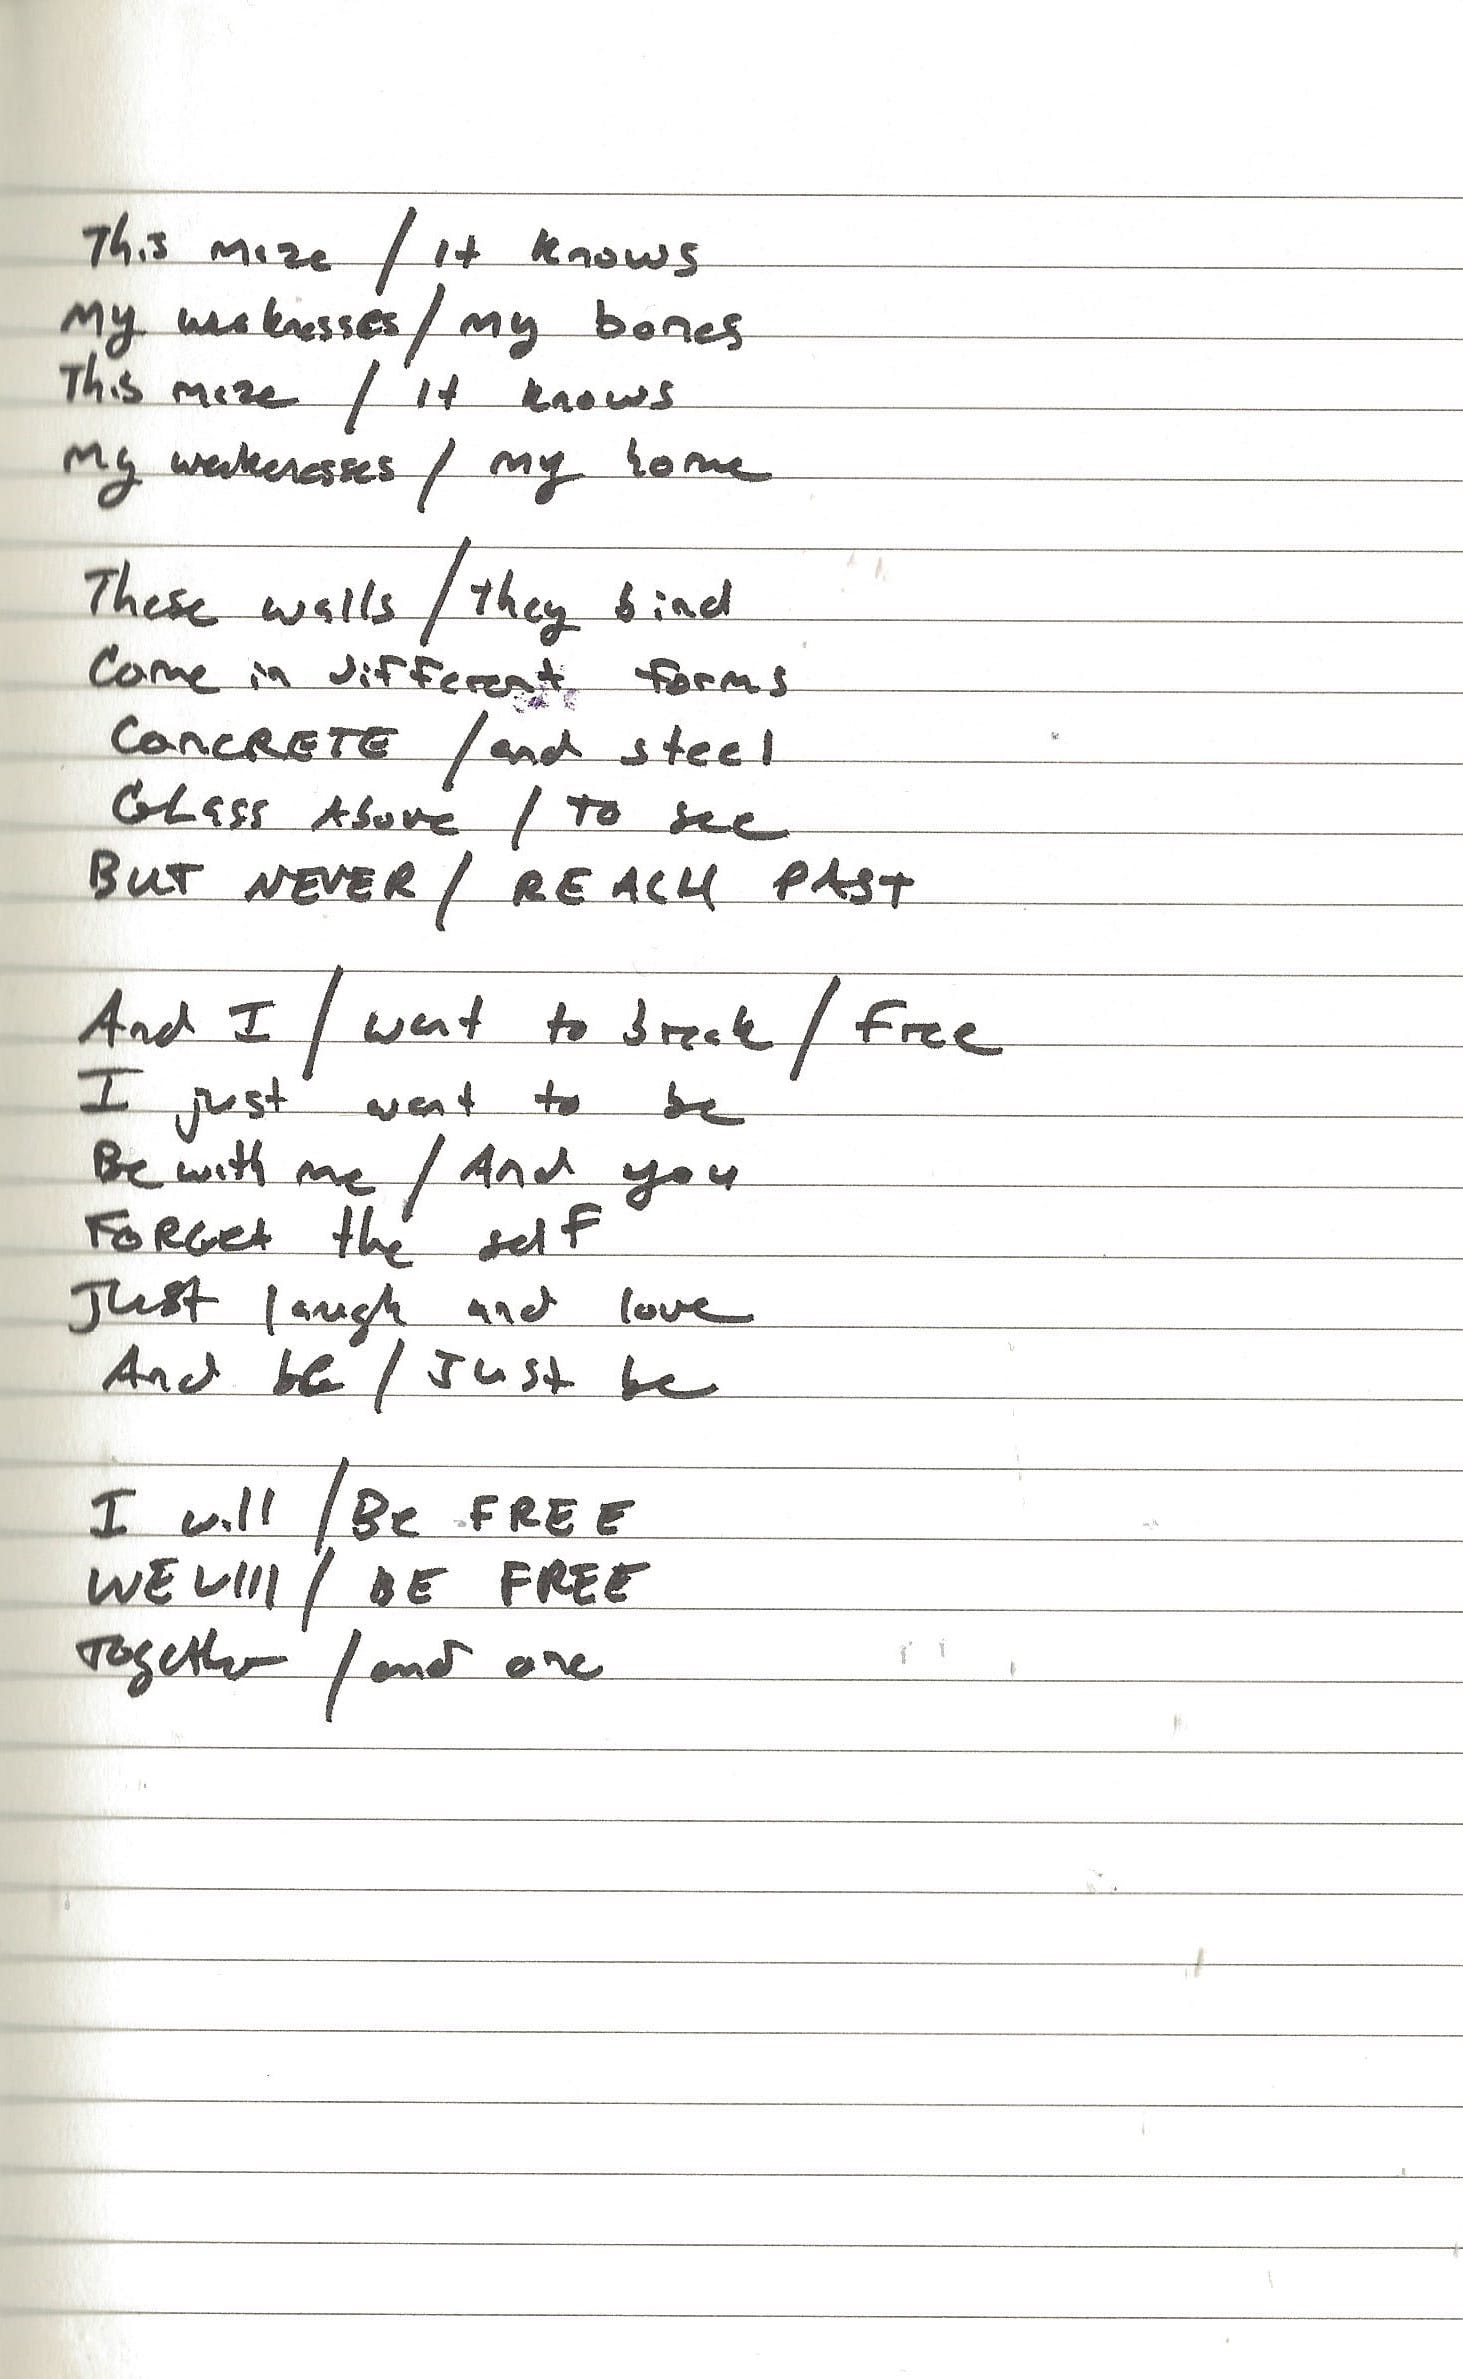 This maze / it knows
My weaknesses / my bones
This maze / it knows
My weaknesses / my home
These walls / they bind
Come in different forms
CONCRETE / and steel
Glass Above / To see
BUT NEVER / REACH PAST
And I / want to break / free
I just want to be
Be with me / And you
FORGET the self
Just laugh and love
And be / Just be
I will / Be FREE
WE will / BE FREE
Together / and one